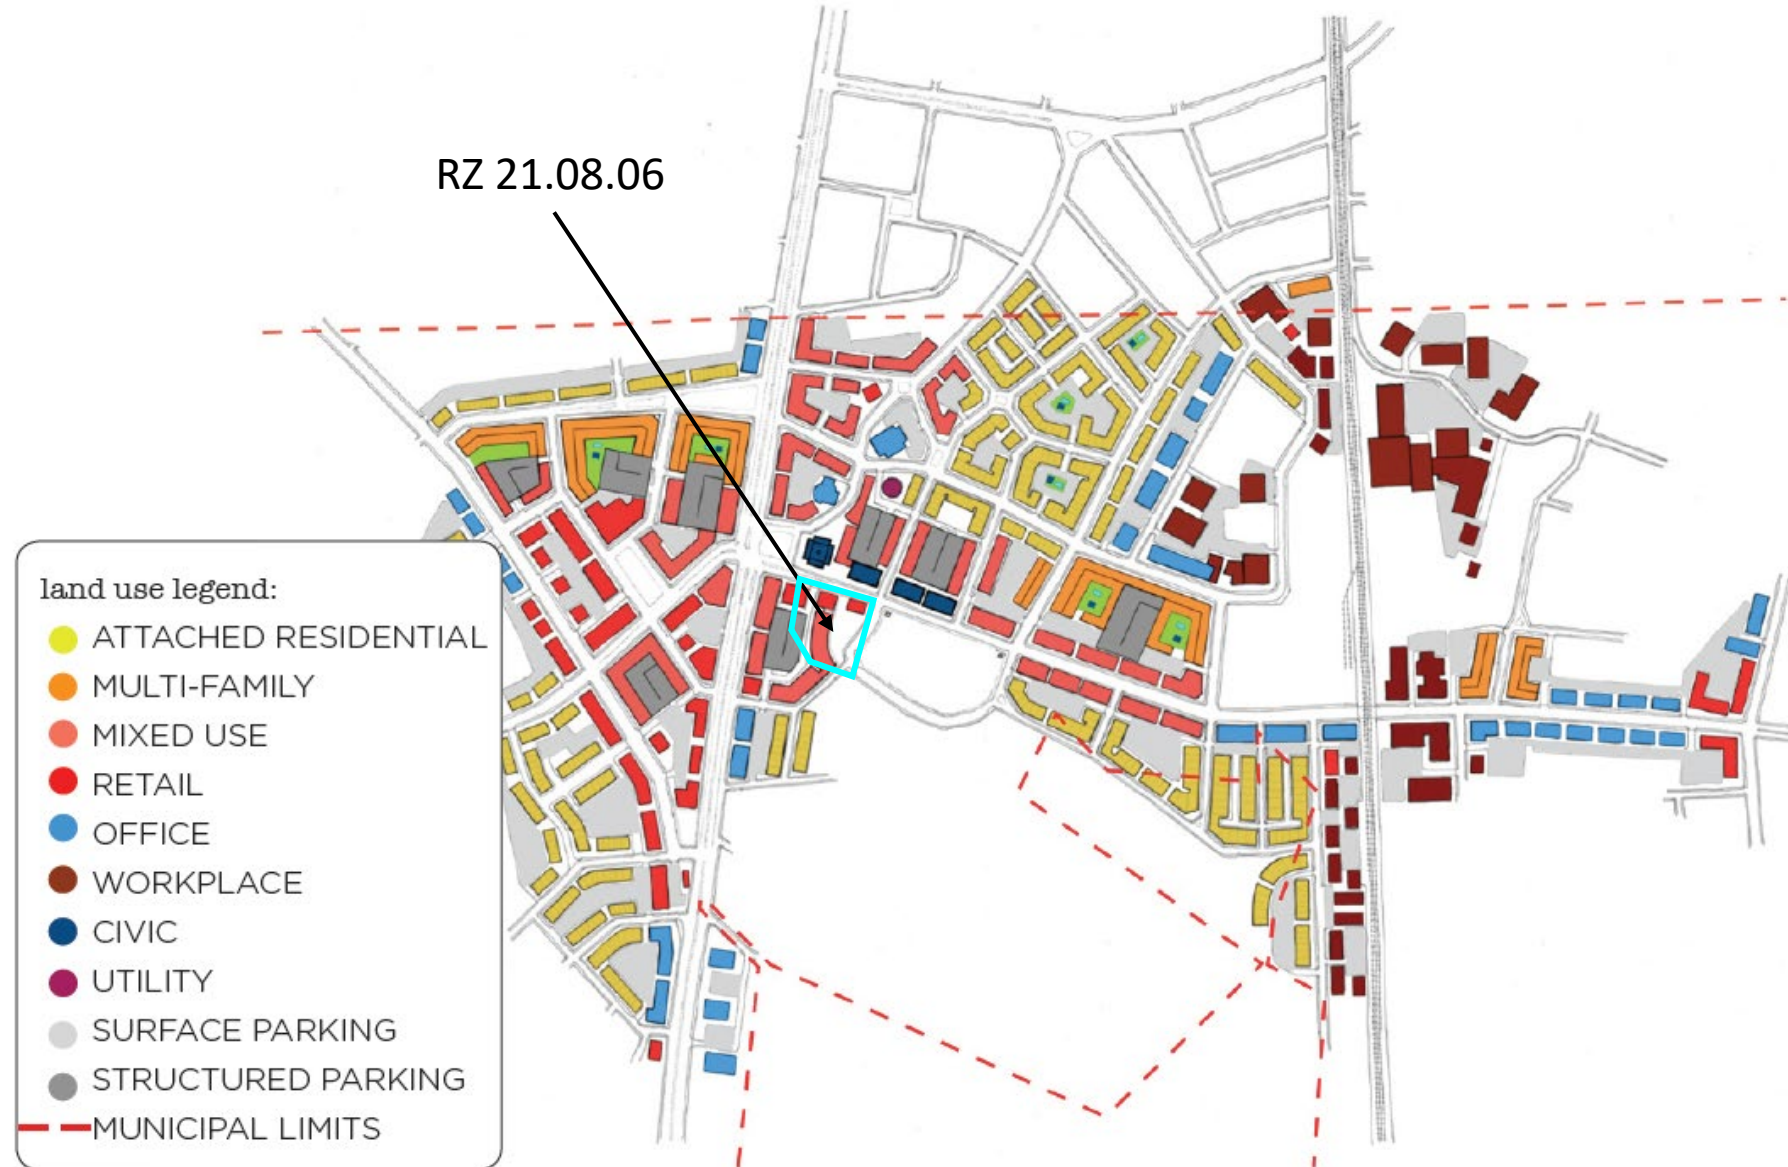 RZ 21.08.06
land use legend:
ATTACHED RESIDENTIAL
MULTI-FAMILY
MIXED USE
RETAIL
OFFICE
WORKPLACE
CIVIC
UTILITY
SURFACE PARKING
STRUCTURED PARKING
MUNICIPAL LIMITS